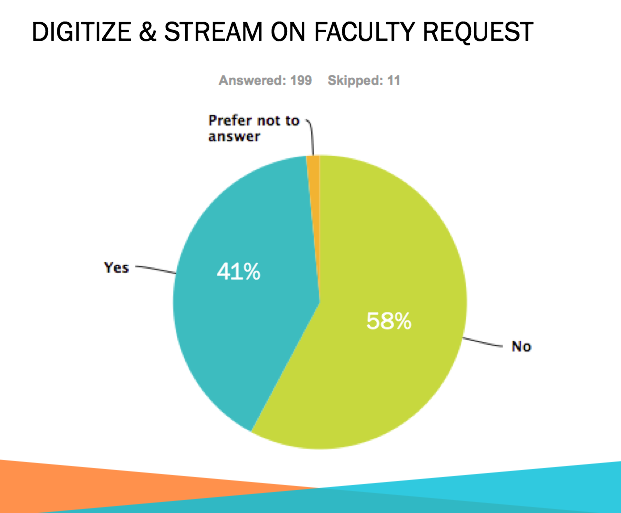 DIGITIZE & STREAM ON FACULTY REQUEST
Answered: 199 Skipped: 11
Prefer not to
answer
Yes
41%
58%
No